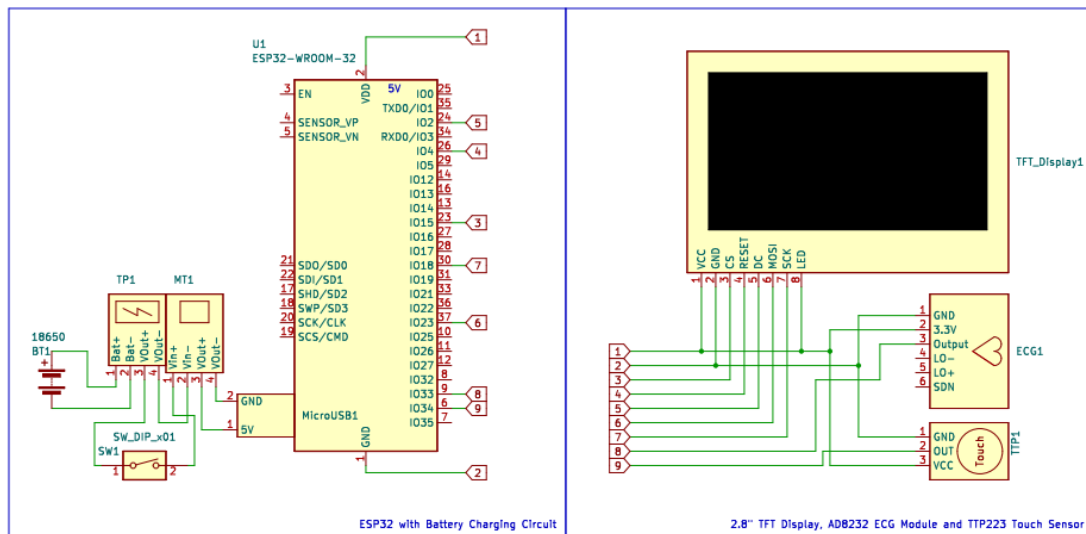 U1
ESP32-WROOM-32
1
2
VDD
5V
3
EN
4
SENSOR_VP
5
SENSOR_VN
21
SDO/SD0
22
SDI/SD1
17
SHD/SD2
18
SWP/SD3
20
SCK/CLK
19
SCS/CMD
IO0
25
TXD0/IO1
35
IO2
24
5
RXD0/IO3
34
IO4
26
4
IO5
29
IO12
14
IO13
16
IO14
13
IO15
23
3
IO16
27
IO17
28
IO18
30
7
IO19
31
IO21
33
IO22
36
IO23
37
6
IO25
10
IO26
11
IO27
12
IO32
8
IO33
9
8
IO34
6
9
IO35
7
GND
1
2
MicroUSB1
2
GND
1
5V
TP1
MT1
Bat+
Bat-
VOut+
VOut-
Vin+
Vin-
VOut+
VOut-
1 2 3 4 1 2 3 4
18650
BT1
+
SW_DIP_x01
SW1
1
2
ESP32 with Battery Charging Circuit
TFT_Display1
VCC
GND
CS
RESET
DC
MOSI
SCK
LED
1 2 3 4 5 6 7 8
1
2
3
4
5
6
7
8
9
1
GND
2
3.3V
3
Output
4
LO-
5
LO+
6
SDN
ECG1
1
GND
2
OUT
3
VCC
Touch
TTP1
2.8" TFT Display, AD8232 ECG Module and TTP223 Touch Sensor